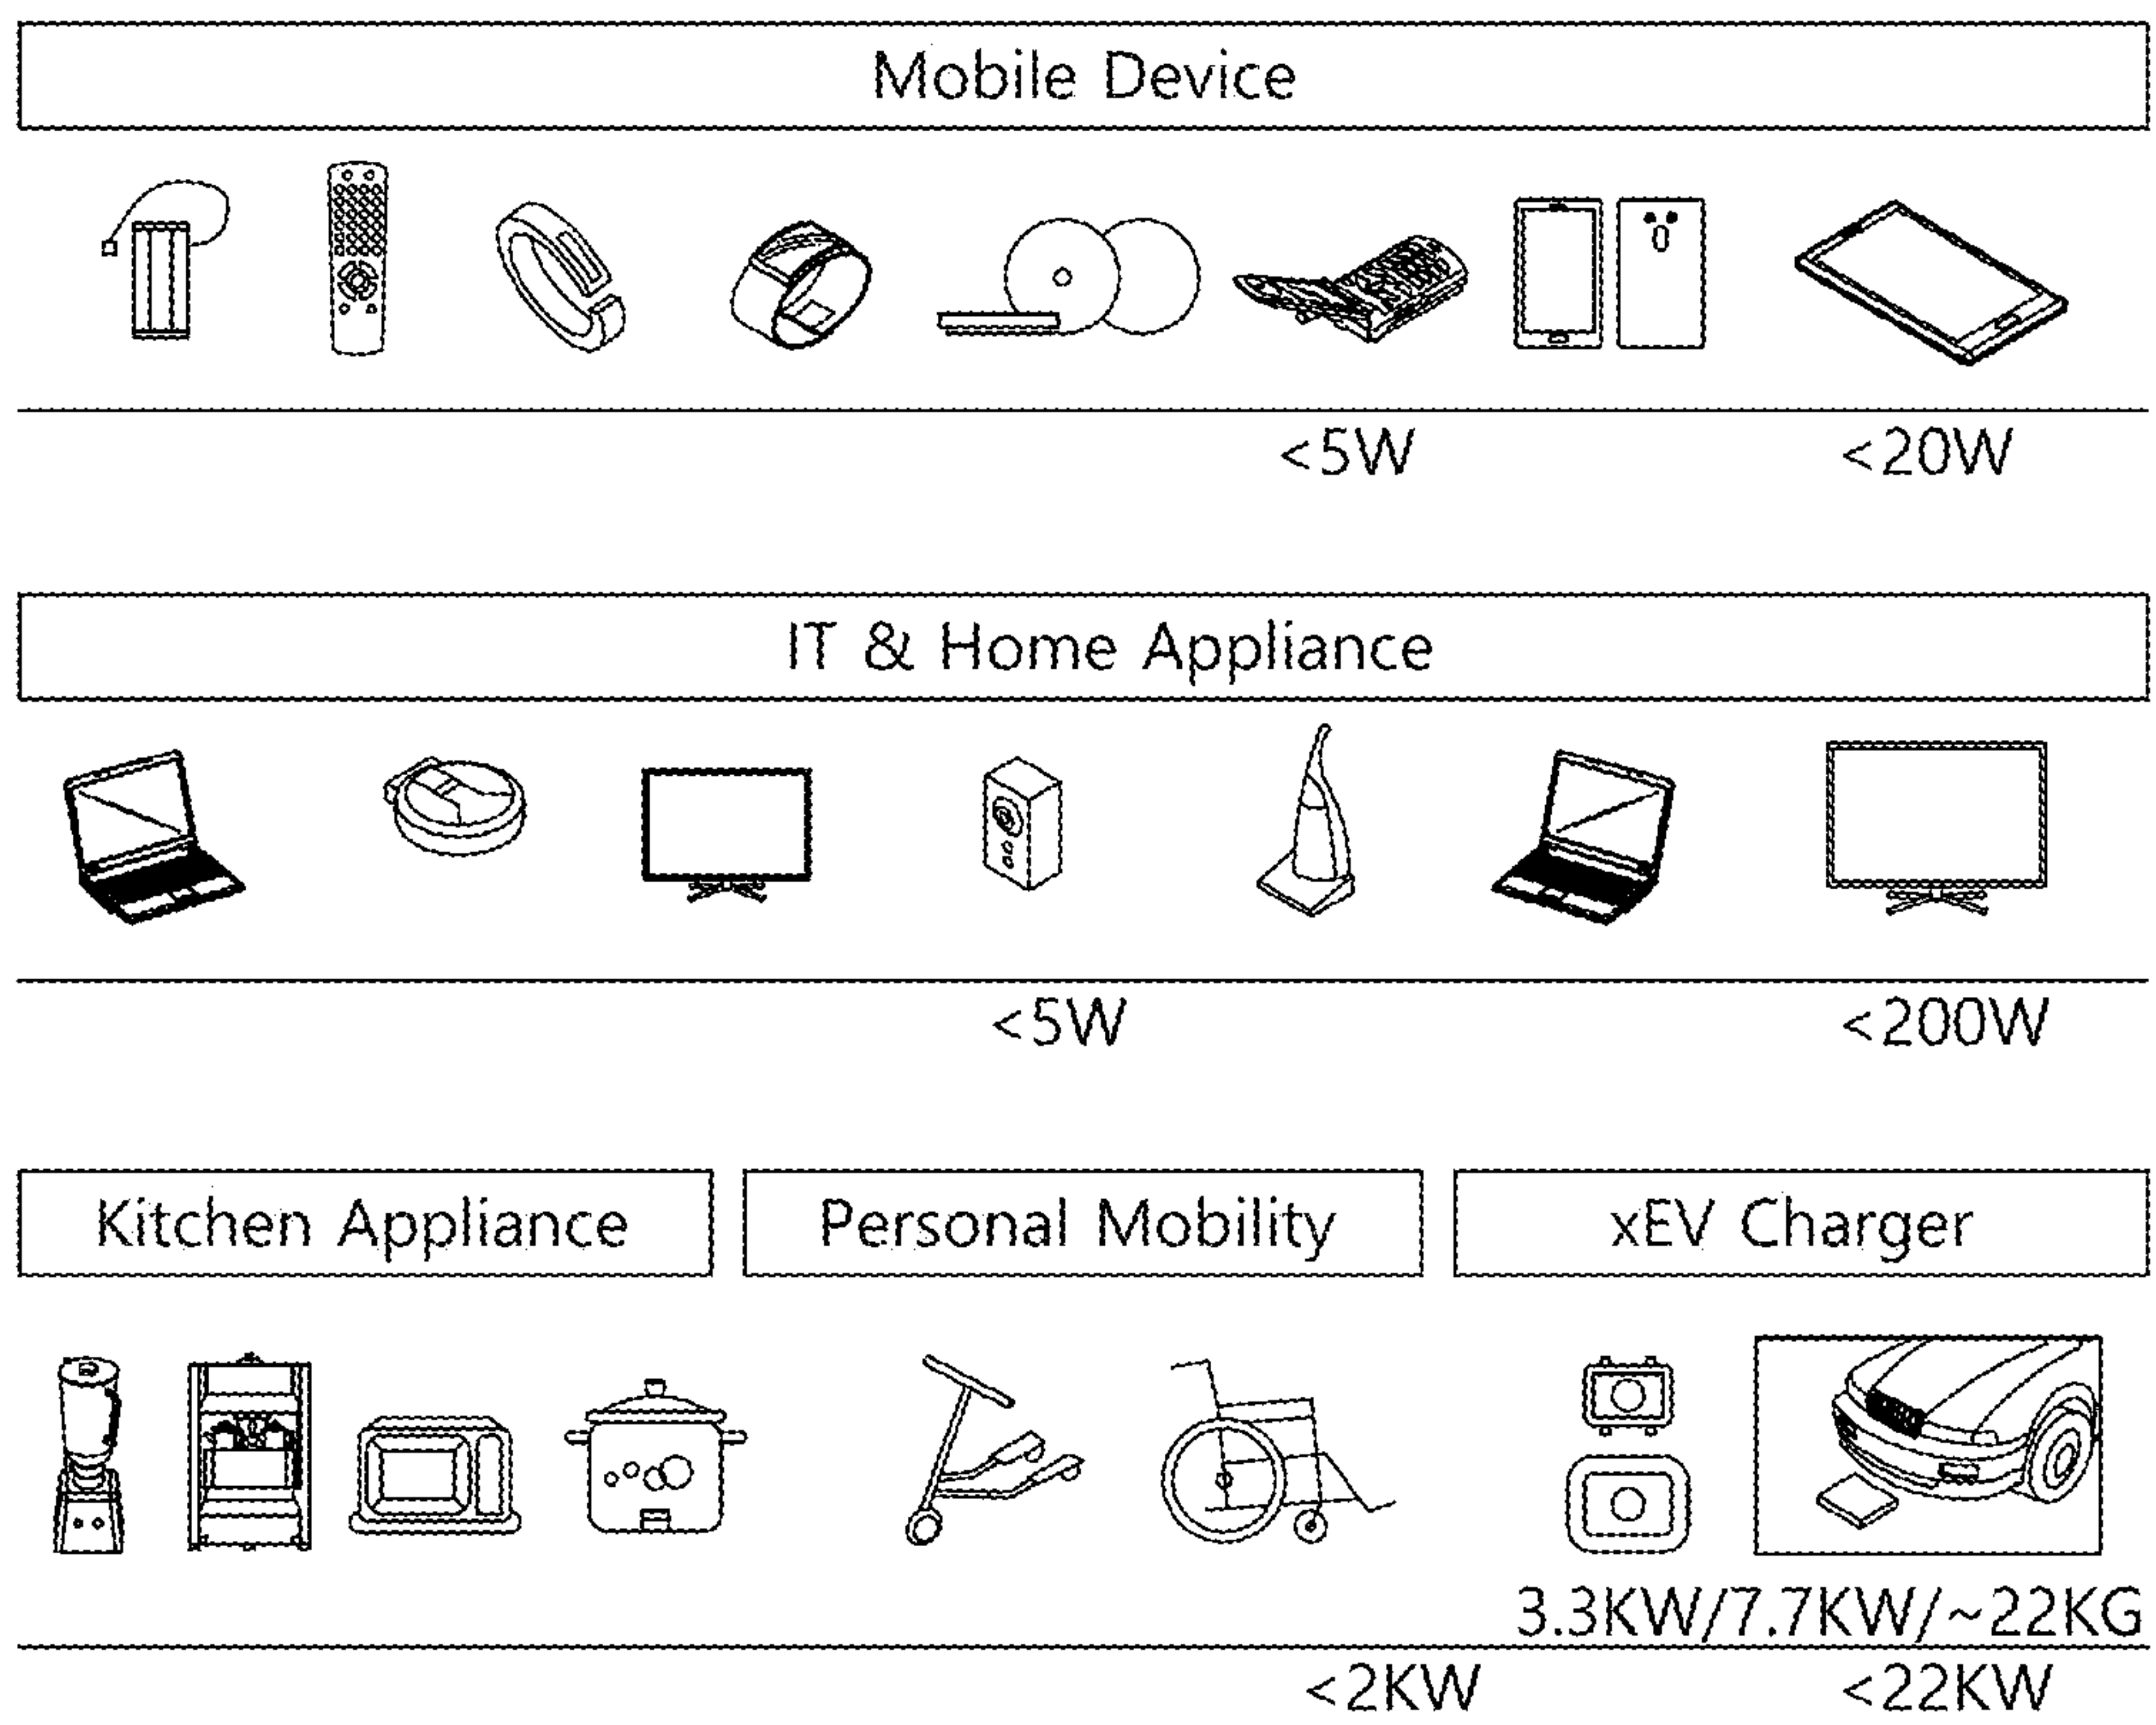 Mobile Device
<5W <20W
IT & Home Appliance
<5W <200W
Kitchen Appliance Personal Mobility xEV Charger
3.3KW/7.7KW/~22KG
<2KW <22KW